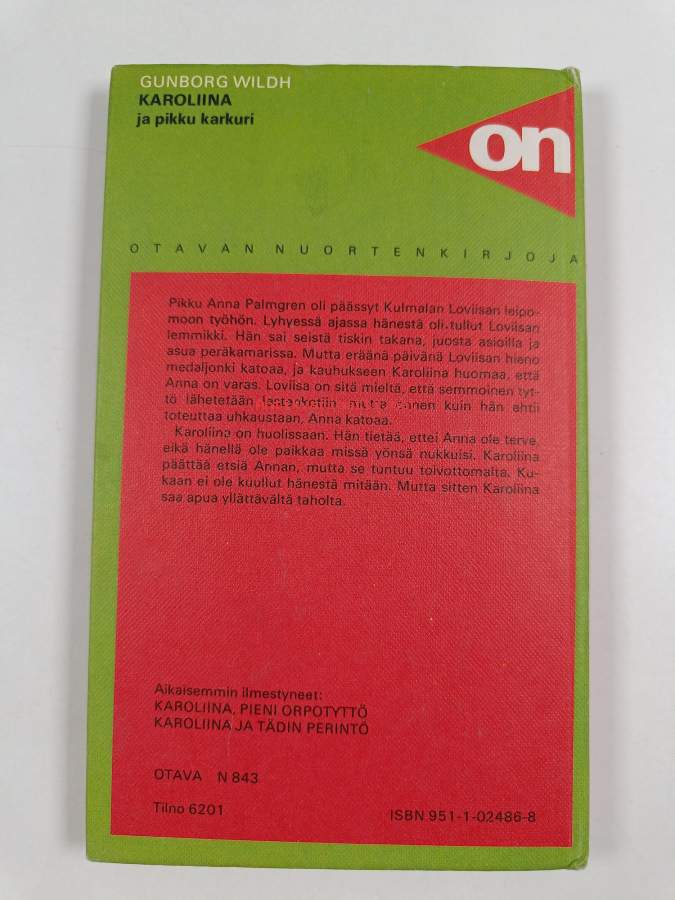 GUNBORG WILDH
KAROLIINA
ja pikku karkuri
on
OTAVAN NUORTENKIRJOJA
Pikku Anna Palmgren oli päässyt Kulmalan Loviisan leipo-
moon työhön. Lyhyessä ajassa hänestä oli tullut Loviisan
lemmikki. Hän sai seistä tiskin takana, juosta asioilla ja
asua peräkamarissa. Mutta eräänä päivänä Loviisan hieno
medaljonki katoaa, ja kauhukseen Karoliina huomaa, että
Anna on varas. Loviisa on sitä mieltä, että semmoinen tyt-
tö lähetetään lastenkotiin, mutta ennen kuin hän ehtii
toteuttaa uhkaustaan, Anna katoaa.
Karoliina on huolissaan. Hän tietää, ettei Anna ole terve,
eikä hänellä ole paikkaa missä yönsä nukkuisi. Karoliina
päättää etsiä Annan, mutta se tuntuu toivottomalta. Ku-
kaan ei ole kuullut hänestä mitään. Mutta sitten Karoliina
saa apua yllättävältä taholta.
Aikaisemmin ilmestyneet:
KAROLIINA, PIENI ORPOTYTTÖ
KAROLIINA JA TÄDIN PERINTÖ
OTAVA N 843
Tilno 6201
ISBN 951-1-02486-8